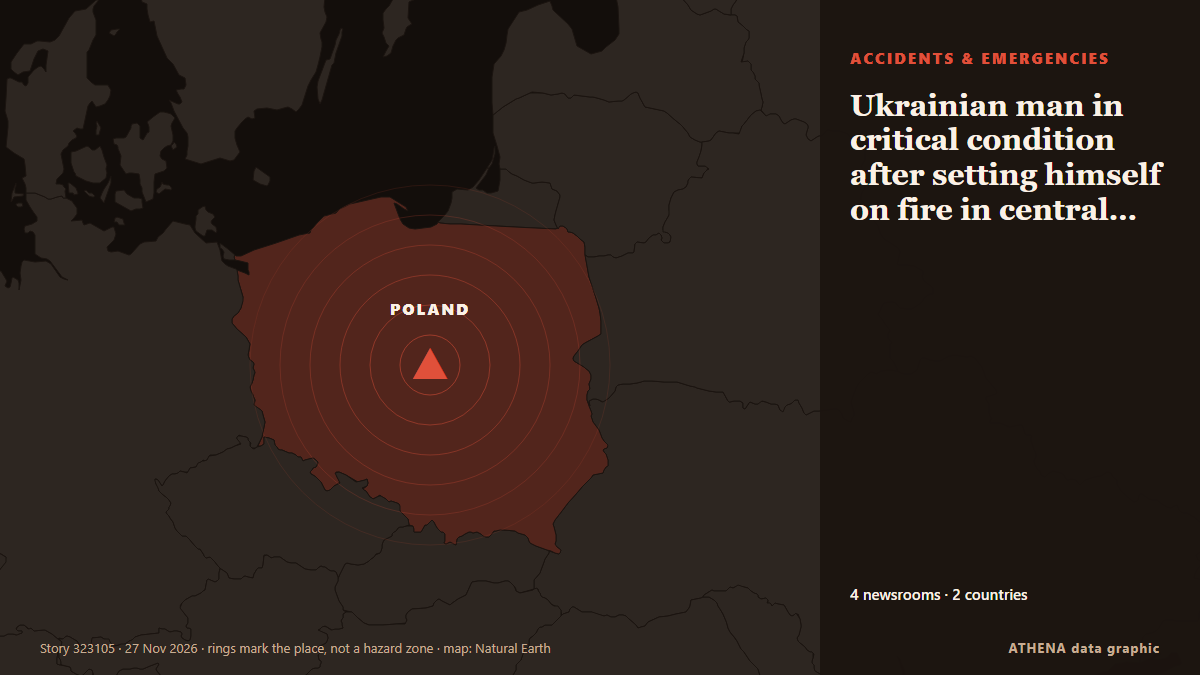 ACCIDENTS & EMERGENCIES
Ukrainian man in
critical condition
after setting himself
on fire in central...
POLAND
4 newsrooms · 2 countries
Story 323105 · 27 Nov 2026 · rings mark the place, not a hazard zone · map: Natural Earth
ATHENA data graphic